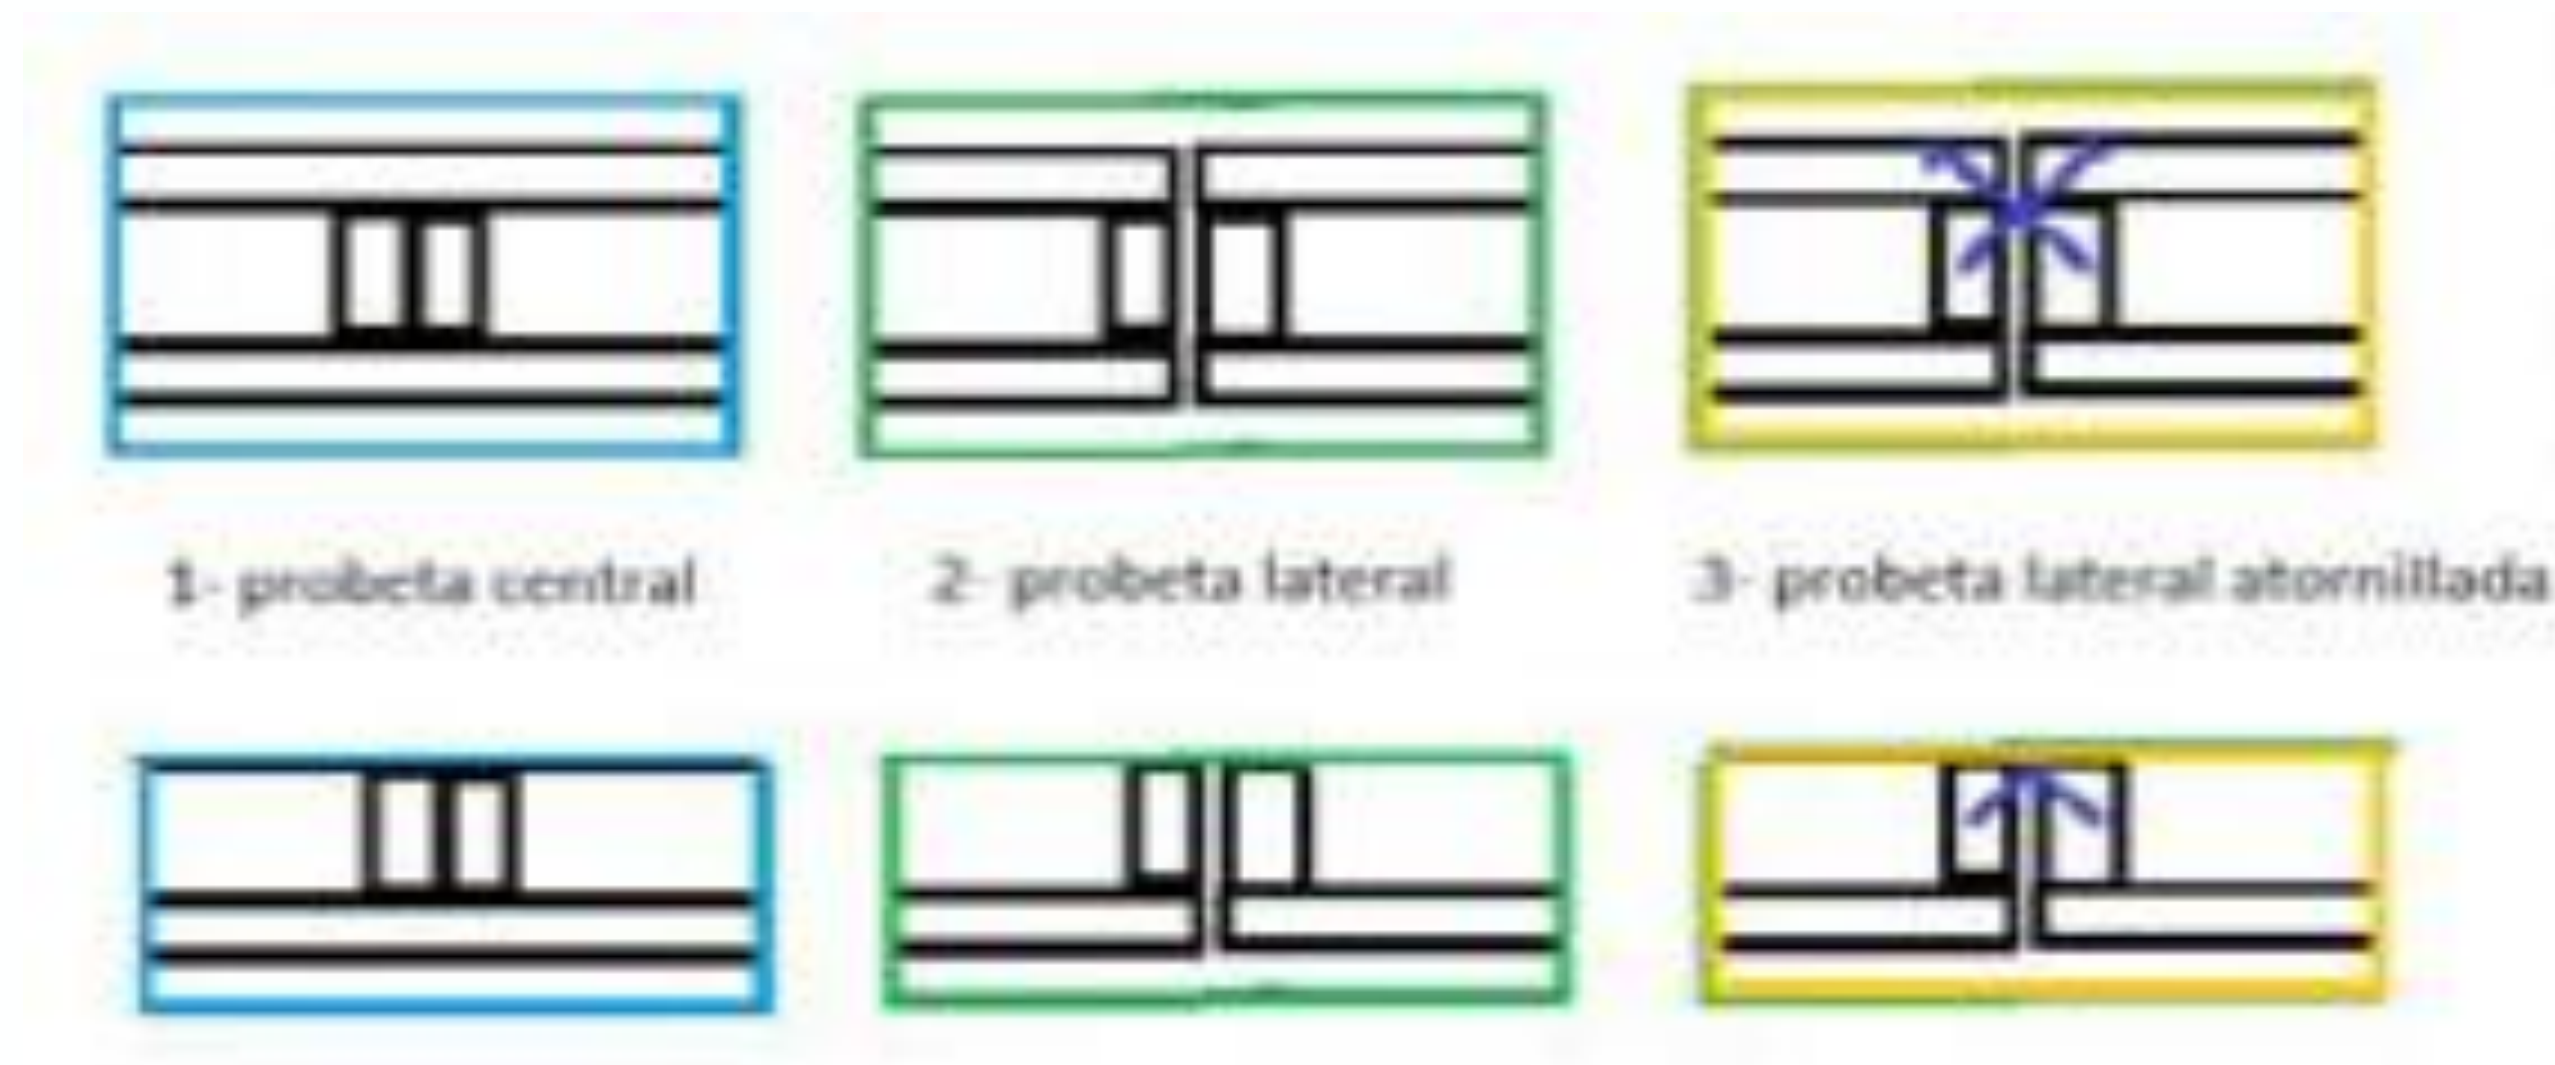 1- probeta central
2- probeta lateral
3- probeta lateral atornillada